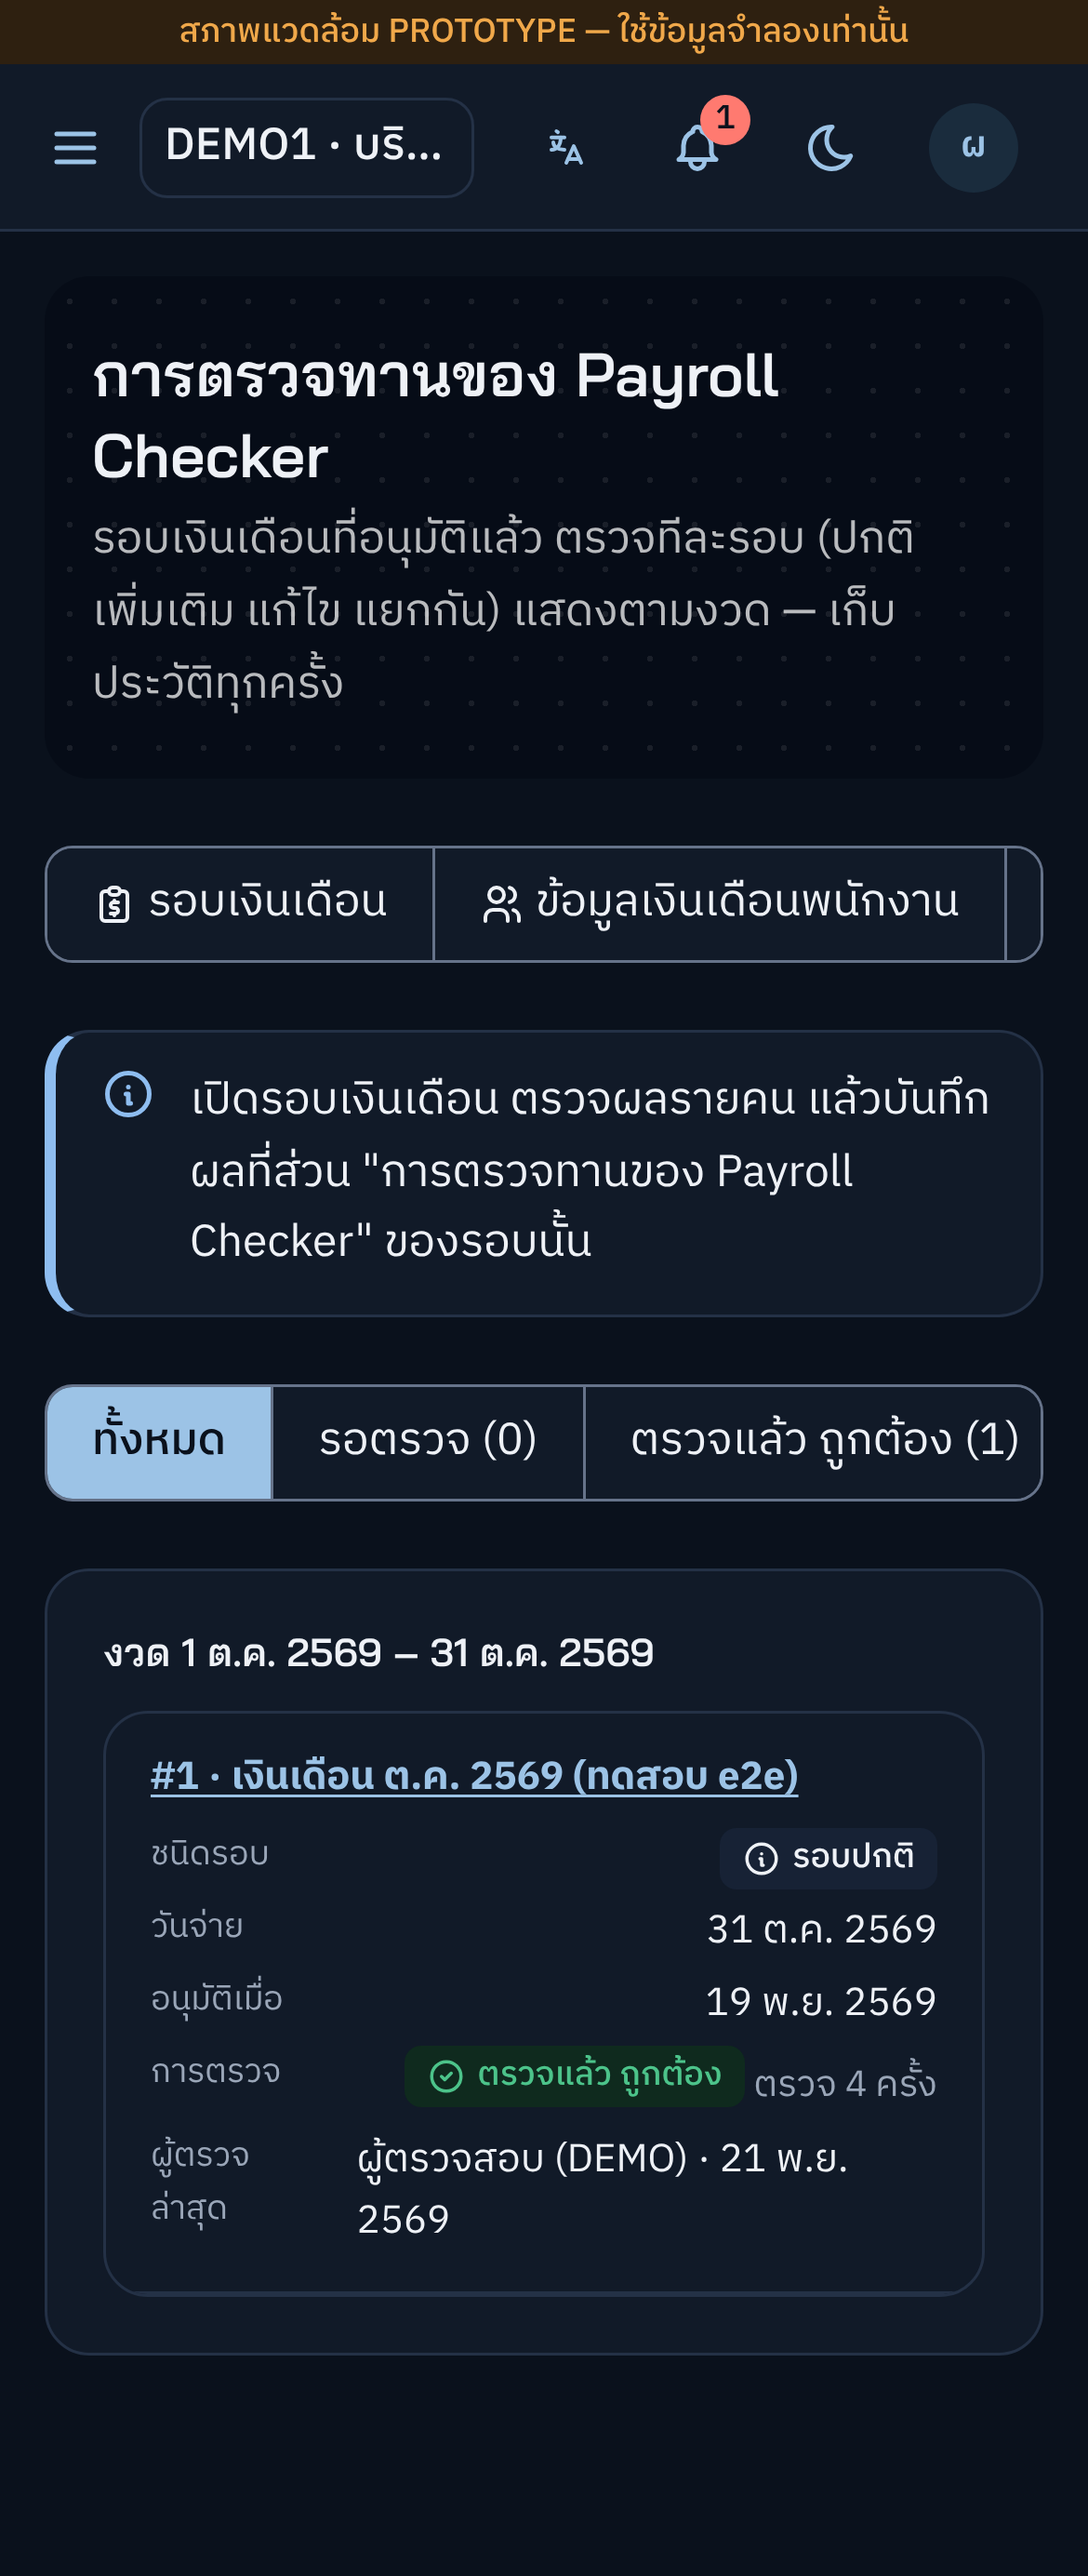 สภาพแวดล้อม PROTOTYPE — ใช้ข้อมูลจำลองเท่านั้น
DEMO1 · บริ...
1
ผ
การตรวจทานของ Payroll
Checker
รอบเงินเดือนที่อนุมัติแล้ว ตรวจทีละรอบ (ปกติ
เพิ่มเติม แก้ไข แยกกัน) แสดงตามงวด — เก็บ
ประวัติทุกครั้ง
รอบเงินเดือน
ข้อมูลเงินเดือนพนักงาน
เปิดรอบเงินเดือน ตรวจผลรายคน แล้วบันทึก
ผลที่ส่วน "การตรวจทานของ Payroll
Checker" ของรอบนั้น
ทั้งหมด
รอตรวจ (0)
ตรวจแล้ว ถูกต้อง (1)
งวด 1 ต.ค. 2569 – 31 ต.ค. 2569
#1 · เงินเดือน ต.ค. 2569 (ทดสอบ e2e)
ชนิดรอบ รอบปกติ
วันจ่าย 31 ต.ค. 2569
อนุมัติเมื่อ 19 พ.ย. 2569
การตรวจ ตรวจแล้ว ถูกต้อง ตรวจ 4 ครั้ง
ผู้ตรวจ
ล่าสุด
ผู้ตรวจสอบ (DEMO) · 21 พ.ย.
2569